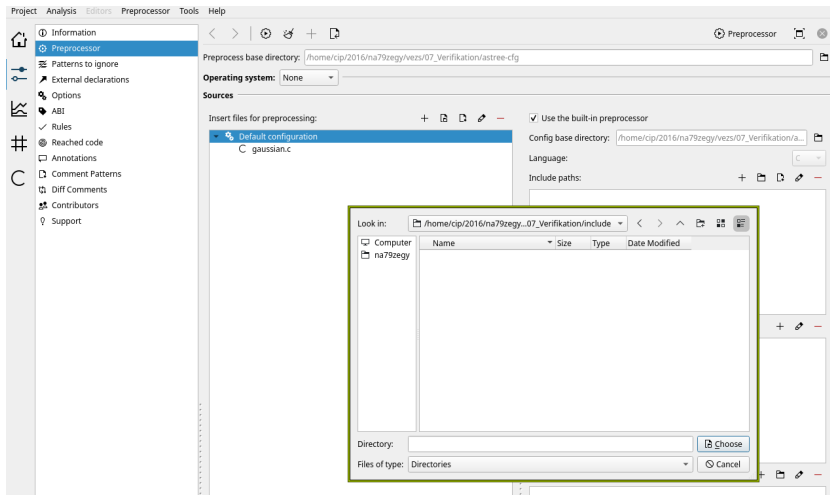 Project Analysis Editors Preprocessor Tools Help
Information
Preprocessor
Patterns to ignore
External declarations
Options
ABI
Rules
Reached code
Annotations
Comment Patterns
Diff Comments
Contributors
Support
Preprocessor
Preprocess base directory: /home/cip/2016/na79zegy/vezs/07_Verifikation/astree-cfg
Operating system: None
Sources
Insert files for preprocessing:
Default configuration
C gaussian.c
Use the built-in preprocessor
Config base directory: /home/cip/2016/na79zegy/vezs/07_Verifikation/a...
Language: C
Include paths:
Look in: /home/cip/2016/na79zegy...07_Verifikation/include
Computer
na79zegy
Name Size Type Date Modified
Directory:
Choose
Files of type: Directories
Cancel